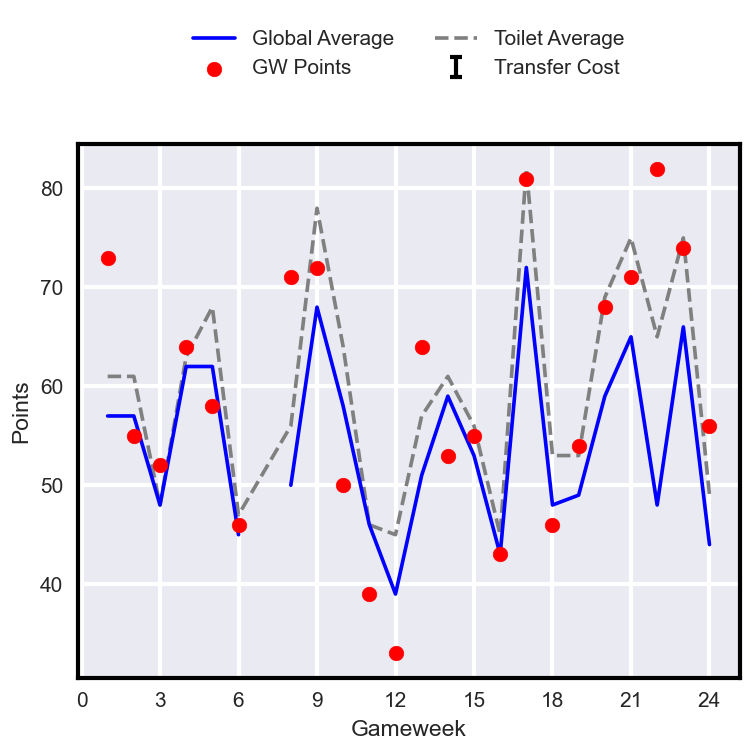 Global Average
Toilet Average
GW Points
Transfer Cost
80
70
60
50
40
Points
0 3 6 9 12 15 18 21 24
Gameweek